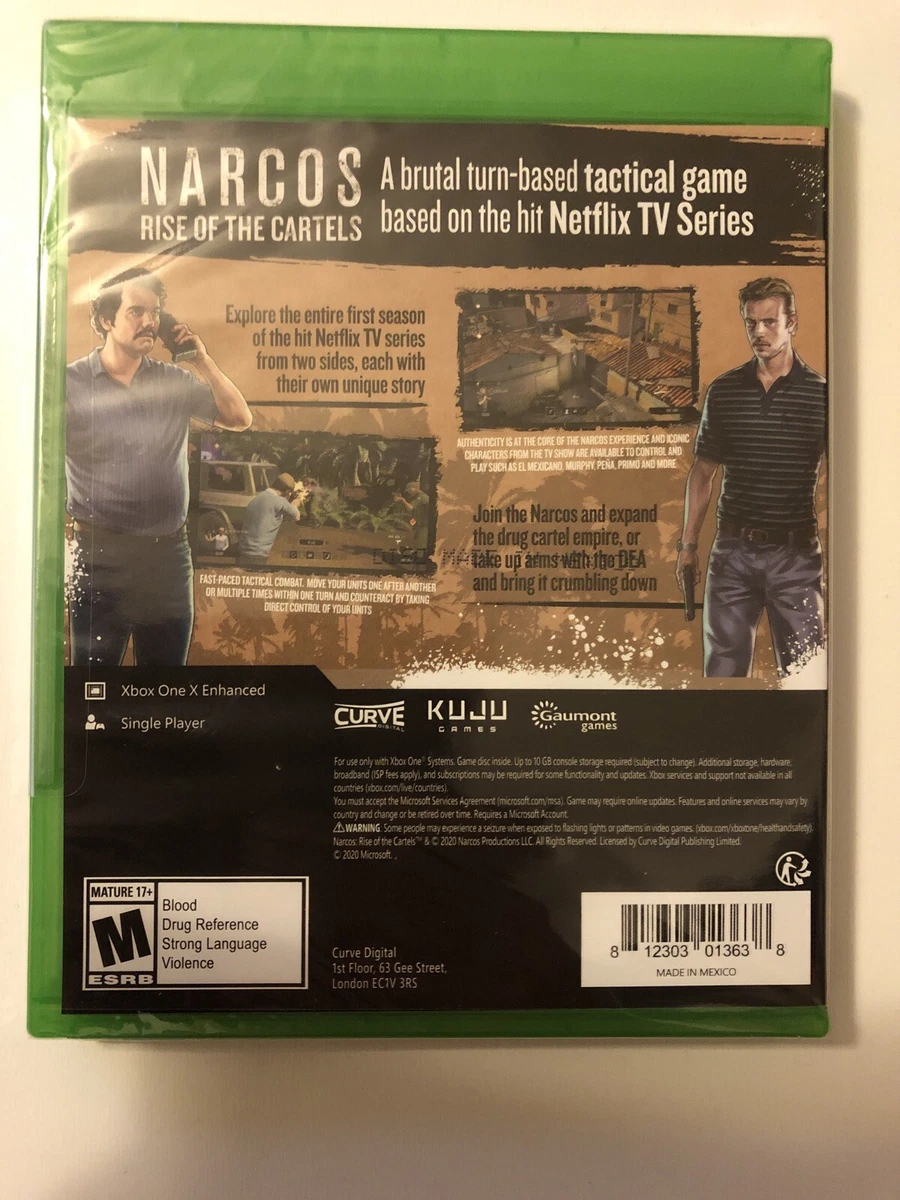 NARCOS
RISE OF THE CARTELS
A brutal turn-based tactical game
based on the hit Netflix TV Series
Explore the entire first season
of the hit Netflix TV series
from two sides, each with
their own unique story
AUTHENTICITY IS AT THE CORE OF THE NARCOS EXPERIENCE AND ICONIC
CHARACTERS FROM THE TV SHOW ARE AVAILABLE TO CONTROL AND
PLAY SUCH AS EL MEXICANO, MURPHY, PEÑA, PRIMO AND MORE
FAST-PACED TACTICAL COMBAT. MOVE YOUR UNITS ONE AFTER ANOTHER
OR MULTIPLE TIMES WITHIN ONE TURN AND COUNTERACT BY TAKING
DIRECT CONTROL OF YOUR UNITS
Join the Narcos and expand
the drug cartel empire, or
take up arms with the DEA
and bring it crumbling down
DISC MADE IN
Xbox One X Enhanced
Single Player
CURVE
DIGITAL
KUJU
GAMES
Gaumont
games
For use only with Xbox One® Systems. Game disc inside. Up to 10 GB console storage required (subject to change). Additional storage, hardware,
broadband (ISP fees apply), and subscriptions may be required for some functionality and updates. Xbox services and support not available in all
countries (xbox.com/live/countries).
You must accept the Microsoft Services Agreement (microsoft.com/msa). Game may require online updates. Features and online services may vary by
country and change or be retired over time. Requires a Microsoft Account.
⚠WARNING Some people may experience a seizure when exposed to flashing lights or patterns in video games. (xbox.com/xboxone/healthandsafety).
Narcos: Rise of the Cartels™ & © 2020 Narcos Productions LLC. All Rights Reserved. Licensed by Curve Digital Publishing Limited.
© 2020 Microsoft.
MATURE 17+
M
ESRB
Blood
Drug Reference
Strong Language
Violence
Curve Digital
1st Floor, 63 Gee Street,
London EC1V 3RS
8 12303 01363 8
MADE IN MEXICO